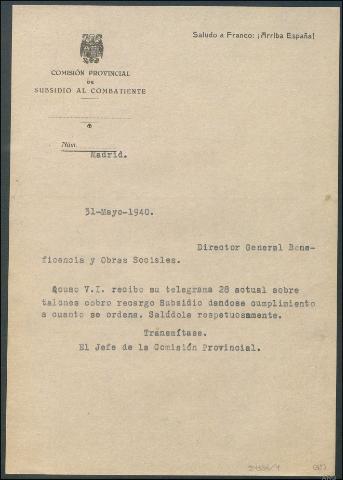 Saludo a Franco: ¡Arriba España!
COMISIÓN PROVINCIAL
DE
SUBSIDIO AL COMBATIENTE
Núm.
Madrid.
31-Mayo-1940.
Director General Bene-
ficencia y Obras Sociales.
Acuso V.I. recibo su telegrama 28 actual sobre
talones cobro recargo Subsidio dandose cumplimiento
a cuanto se ordena. Salúdole respetuosamente.
Tránsmítase.
El Jefe de la Comisión Provincial.